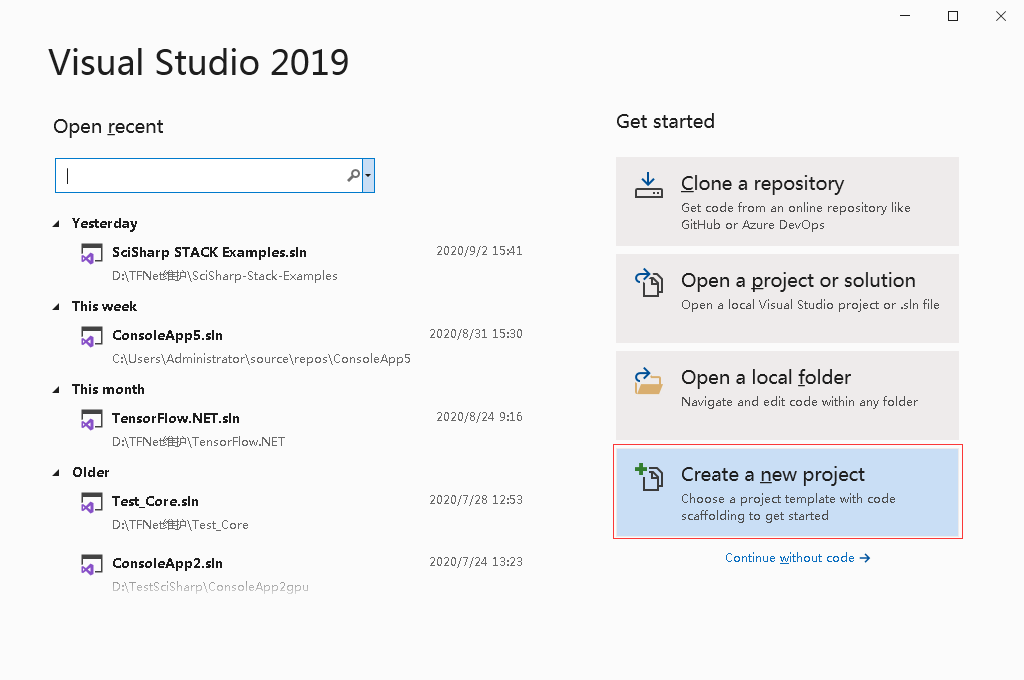 Visual Studio 2019
Open recent
Yesterday
SciSharp STACK Examples.sln 2020/9/2 15:41
D:\TFNet维护\SciSharp-Stack-Examples
This week
ConsoleApp5.sln 2020/8/31 15:30
C:\Users\Administrator\source\repos\ConsoleApp5
This month
TensorFlow.NET.sln 2020/8/24 9:16
D:\TFNet维护\TensorFlow.NET
Older
Test_Core.sln 2020/7/28 12:53
D:\TFNet维护\Test_Core
ConsoleApp2.sln 2020/7/24 13:23
D:\TestSciSharp\ConsoleApp2gpu
Get started
Clone a repository
Get code from an online repository like
GitHub or Azure DevOps
Open a project or solution
Open a local Visual Studio project or .sln file
Open a local folder
Navigate and edit code within any folder
Create a new project
Choose a project template with code
scaffolding to get started
Continue without code →